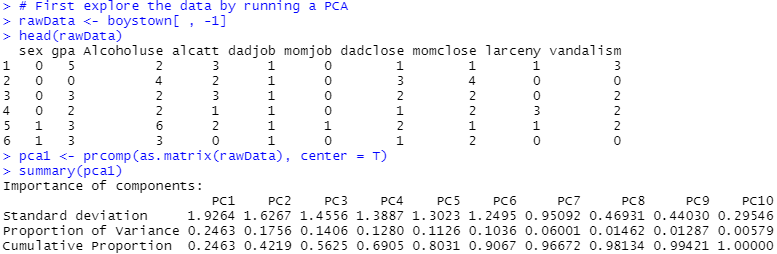 > # First explore the data by running a PCA
> rawData <- boystown[ , -1]
> head(rawData)
  sex gpa Alcoholuse alcatt dadjob momjob dadclose momclose larceny vandalism
1   0   5          2      3      1      0        1        1       1         3
2   0   0          4      2      1      0        3        4       0         0
3   0   3          2      3      1      0        2        2       0         2
4   0   2          2      1      1      0        1        2       3         2
5   1   3          6      2      1      1        2        1       1         2
6   1   3          3      0      1      0        1        2       0         0
> pca1 <- prcomp(as.matrix(rawData), center = T)
> summary(pca1)
Importance of components:
                          PC1    PC2    PC3    PC4    PC5    PC6     PC7     PC8     PC9    PC10
Standard deviation     1.9264 1.6267 1.4556 1.3887 1.3023 1.2495 0.95092 0.46931 0.44030 0.29546
Proportion of Variance 0.2463 0.1756 0.1406 0.1280 0.1126 0.1036 0.06001 0.01462 0.01287 0.00579
Cumulative Proportion  0.2463 0.4219 0.5625 0.6905 0.8031 0.9067 0.96672 0.98134 0.99421 1.00000